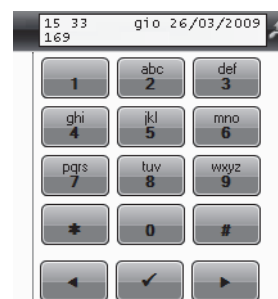 15 33 gio 26/03/2009
169
1 abc 2 def 3
ghi 4 jkl 5 mno 6
pqrs 7 tuv 8 wxyz 9
* 0 #
◄ ✓ ►